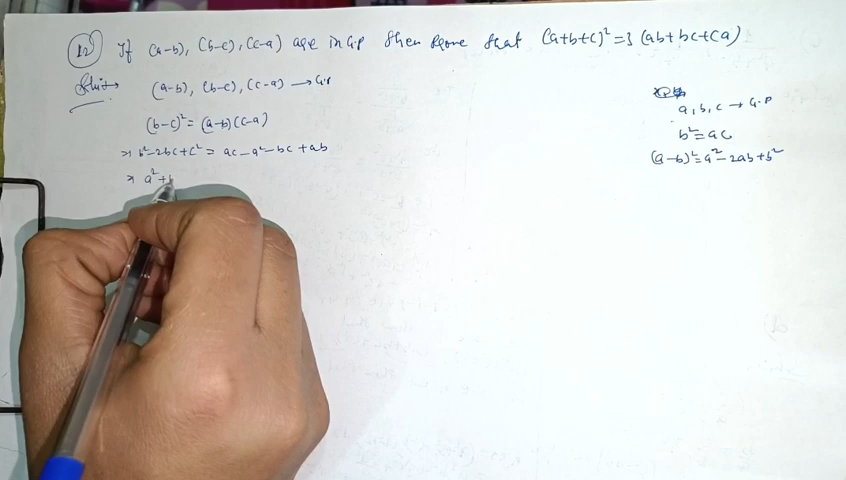 12) If (a-b), (b-c), (c-a) are in G.P then prove that (a+b+c)²=3(ab+bc+ca)
(a-b), (b-c), (c-a) → G.P
(b-c)² = (a-b)(c-a)
⇒ b²-2bc+c² = ac-a²-bc+ab
⇒ a²+
a, b, c → G.P
b²=ac
(a-b)²=a²-2ab+b²